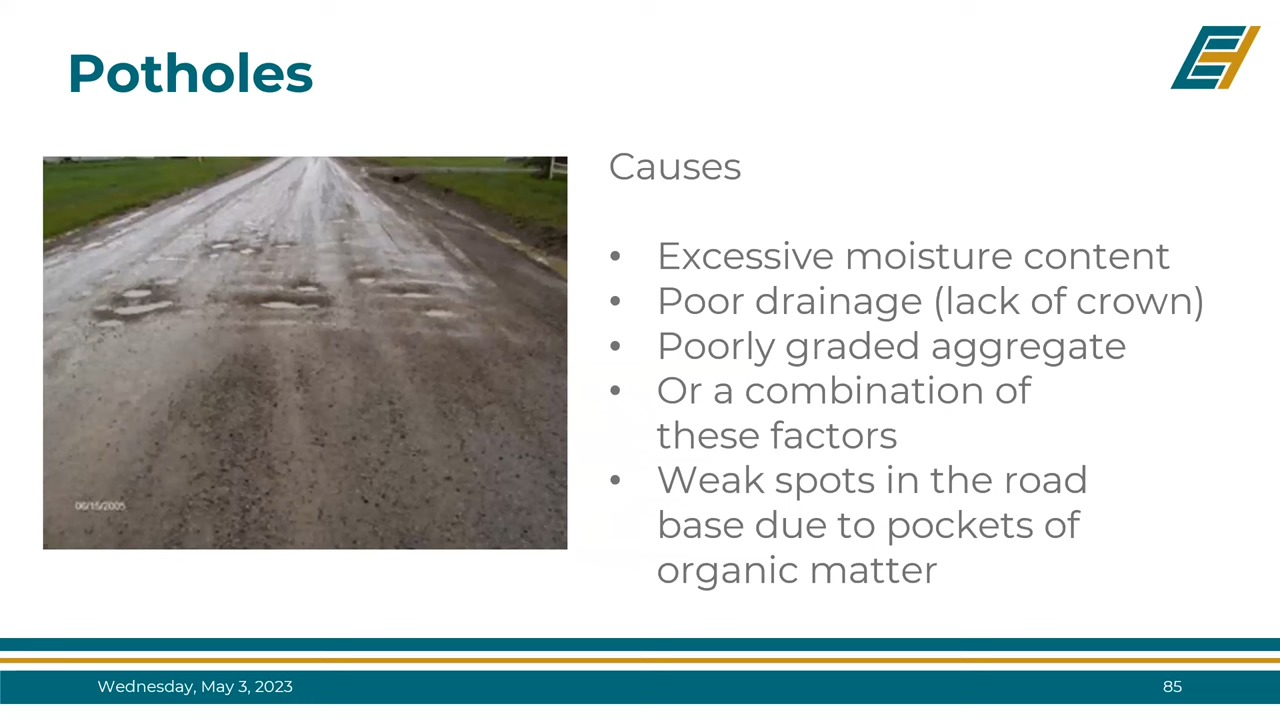 Potholes
Causes
• Excessive moisture content
• Poor drainage (lack of crown)
• Poorly graded aggregate
• Or a combination of
these factors
• Weak spots in the road
base due to pockets of
organic matter
06/15/2005
Wednesday, May 3, 2023
85